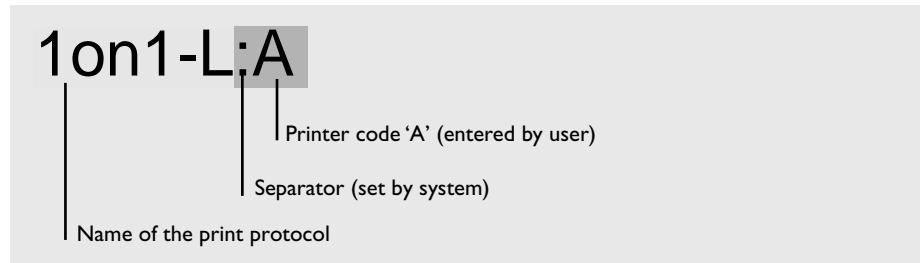 1on1-L:A
Printer code ‘A’ (entered by user)
Separator (set by system)
Name of the print protocol